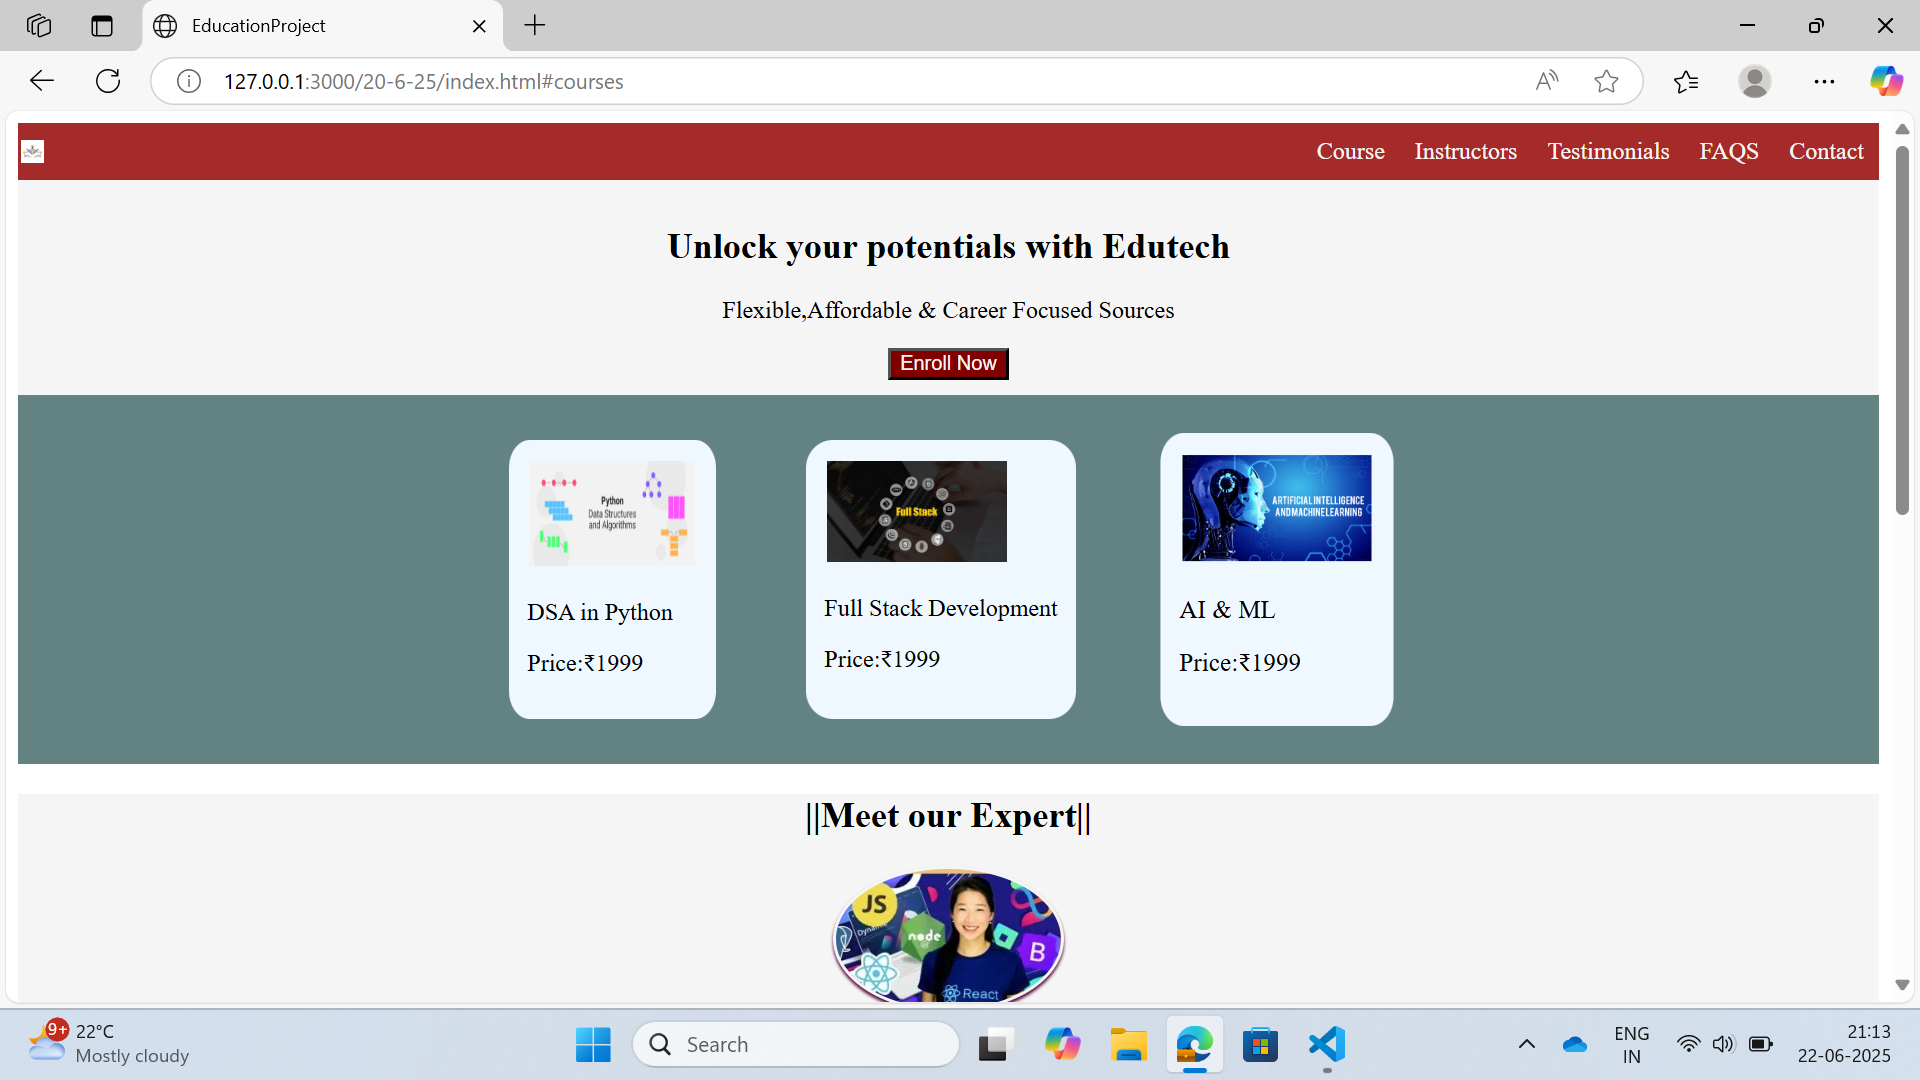 EducationProject
127.0.0.1:3000/20-6-25/index.html#courses
Course Instructors Testimonials FAQS Contact
Unlock your potentials with Edutech
Flexible,Affordable & Career Focused Sources
Enroll Now
Python
Data Structures
and Algorithms
DSA in Python
Price:₹1999
Full Stack
Full Stack Development
Price:₹1999
ARTIFICIAL INTELLIGENCE
AND MACHINE LEARNING
AI & ML
Price:₹1999
||Meet our Expert||
JS
node
B
React
9+
22°C
Mostly cloudy
Search
ENG
IN
21:13
22-06-2025